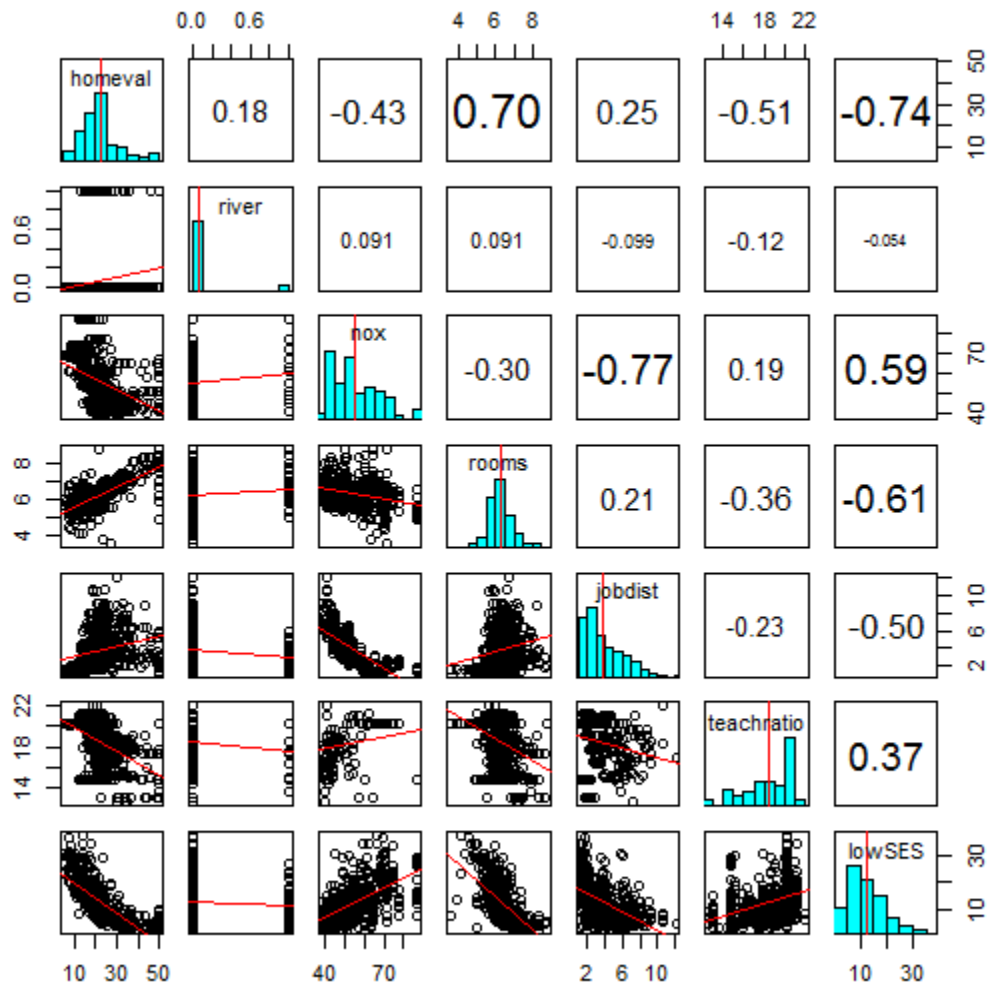 0.0 0.6 4 6 8 14 18 22
homeval 0.18 -0.43 0.70 0.25 -0.51 -0.74 10 30 50
0.0 0.6 river 0.091 0.091 -0.099 -0.12 -0.054
nox -0.30 -0.77 0.19 0.59 40 70
4 6 8 rooms 0.21 -0.36 -0.61
jobdist -0.23 -0.50 2 6 10
14 18 22 teachratio 0.37
lowSES 10 30
10 30 50 40 70 2 6 10 10 30